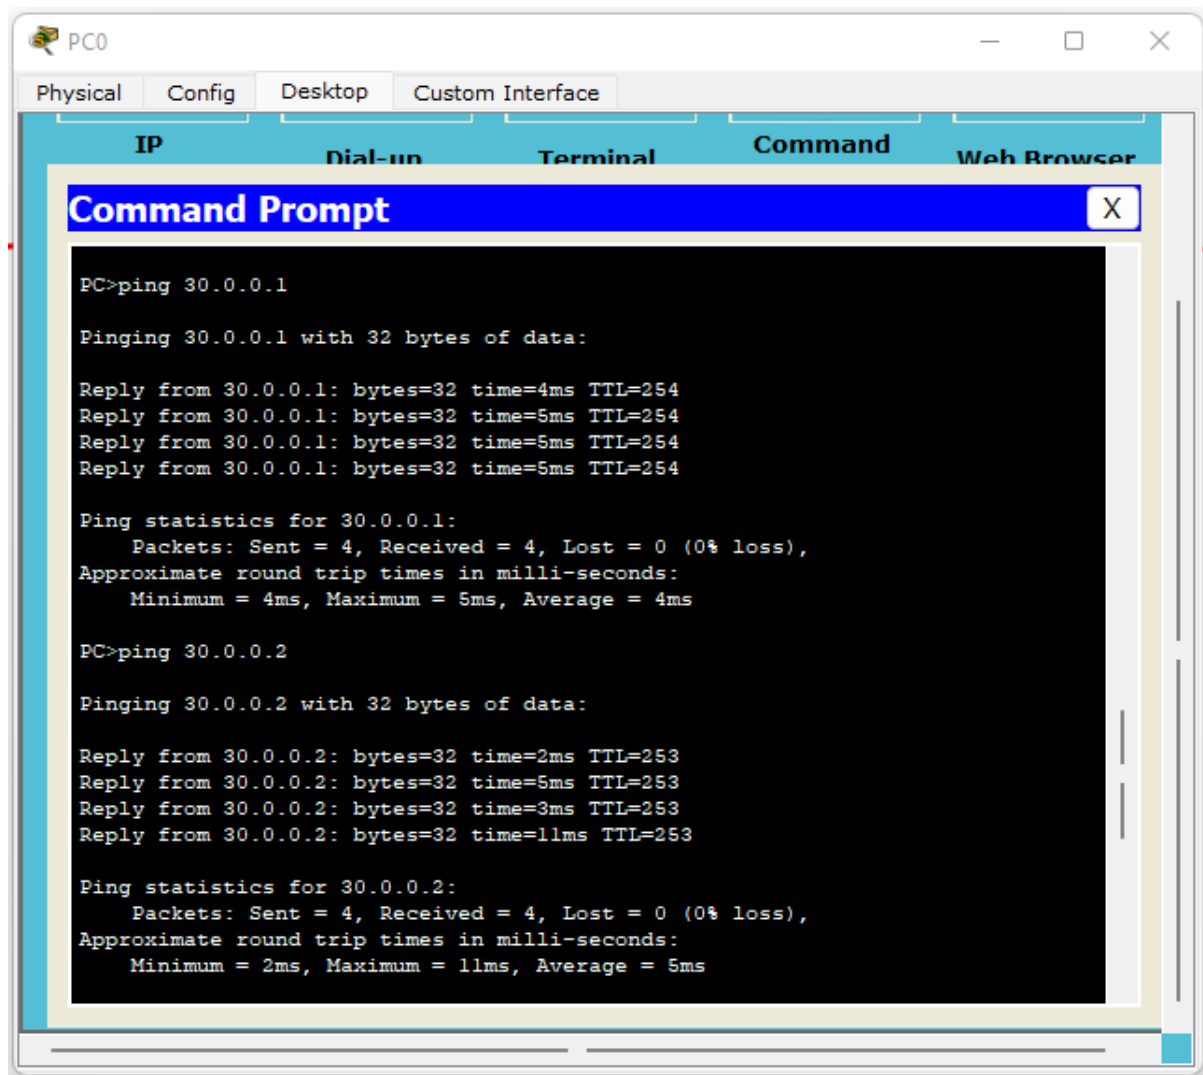 PC0
Physical Config Desktop Custom Interface
IP Dial-up Terminal Command Web Browser
Command Prompt X
PC>ping 30.0.0.1
Pinging 30.0.0.1 with 32 bytes of data:
Reply from 30.0.0.1: bytes=32 time=4ms TTL=254
Reply from 30.0.0.1: bytes=32 time=5ms TTL=254
Reply from 30.0.0.1: bytes=32 time=5ms TTL=254
Reply from 30.0.0.1: bytes=32 time=5ms TTL=254
Ping statistics for 30.0.0.1:
Packets: Sent = 4, Received = 4, Lost = 0 (0% loss),
Approximate round trip times in milli-seconds:
Minimum = 4ms, Maximum = 5ms, Average = 4ms
PC>ping 30.0.0.2
Pinging 30.0.0.2 with 32 bytes of data:
Reply from 30.0.0.2: bytes=32 time=2ms TTL=253
Reply from 30.0.0.2: bytes=32 time=5ms TTL=253
Reply from 30.0.0.2: bytes=32 time=3ms TTL=253
Reply from 30.0.0.2: bytes=32 time=11ms TTL=253
Ping statistics for 30.0.0.2:
Packets: Sent = 4, Received = 4, Lost = 0 (0% loss),
Approximate round trip times in milli-seconds:
Minimum = 2ms, Maximum = 11ms, Average = 5ms